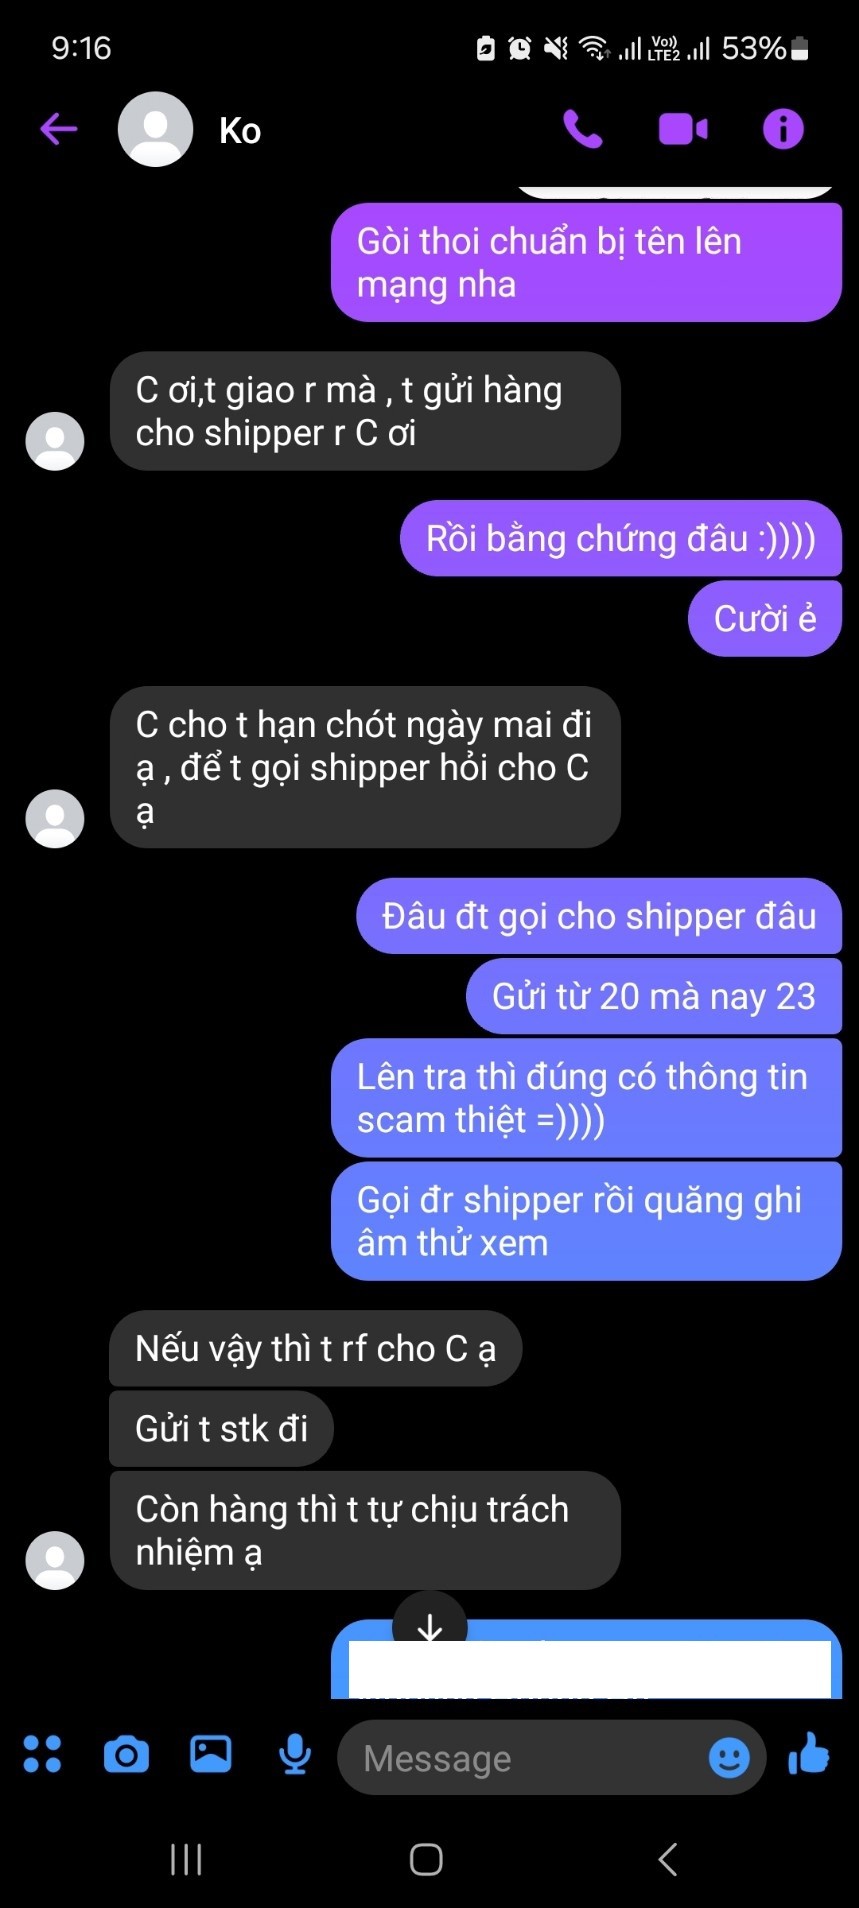 9:16
Vo))
LTE2
53%
Ko
Gòi thoi chuẩn bị tên lên
mạng nha
C ơi,t giao r mà , t gửi hàng
cho shipper r C ơi
Rồi bằng chứng đâu :))))
Cười ẻ
C cho t hạn chót ngày mai đi
ạ , để t gọi shipper hỏi cho C
ạ
Đâu đt gọi cho shipper đâu
Gửi từ 20 mà nay 23
Lên tra thì đúng có thông tin
scam thiệt =))))
Gọi đr shipper rồi quăng ghi
âm thử xem
Nếu vậy thì t rf cho C ạ
Gửi t stk đi
Còn hàng thì t tự chịu trách
nhiệm ạ
Message